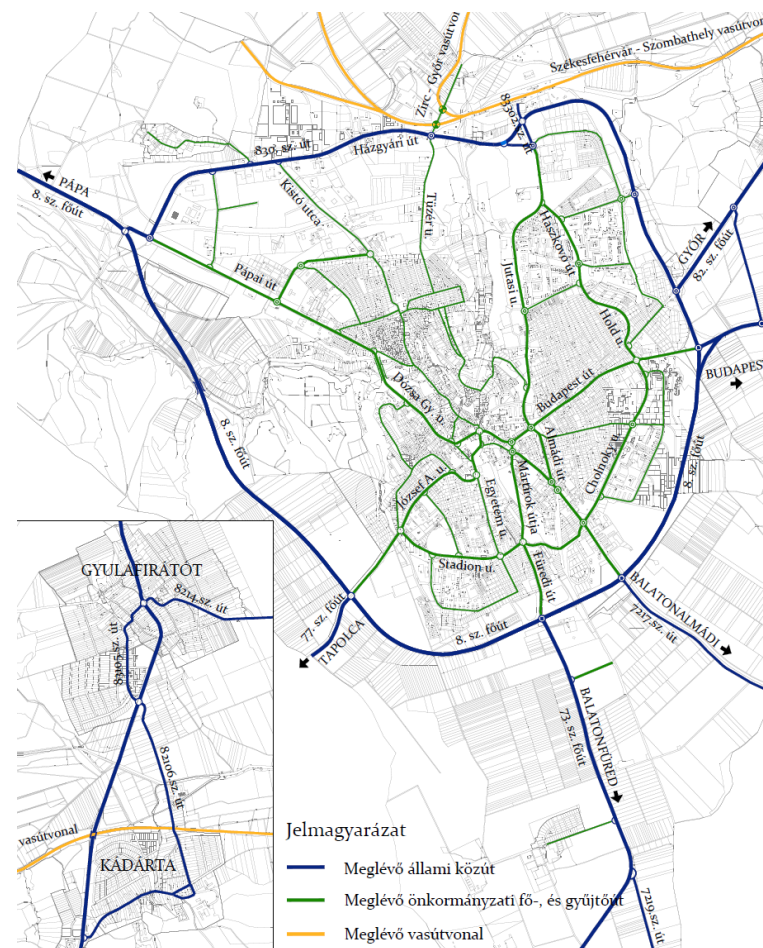 Zirc - Győr vasútvonal
Székesfehérvár - Szombathely vasútvonal
83302.sz. út
830. sz. út
Házgyári út
PÁPA
8. sz. főút
Kistó utca
Tüzér u.
Haszkovó út
Jutasi u.
GYŐR
82. sz. főút
Pápai út
Hold u.
BUDAPEST
Dózsa Gy. u.
Budapest út
8. sz. főút
Almádi út
Cholnoky u.
8. sz. főút
József A. u.
Egyetem u.
Mártírok útja
Stadion u.
Füredi út
77. sz. főút
TAPOLCA
8. sz. főút
BALATONALMÁDI
7217.sz. út
GYULAFIRÁTÓT
8214.sz. út
83105.sz. út
82106.sz. út
vasútvonal
KÁDÁRTA
BALATONFÜRED
73. sz. főút
7219.sz. út
Jelmagyarázat
Meglévő állami közút
Meglévő önkormányzati fő-, és gyűjtőút
Meglévő vasútvonal